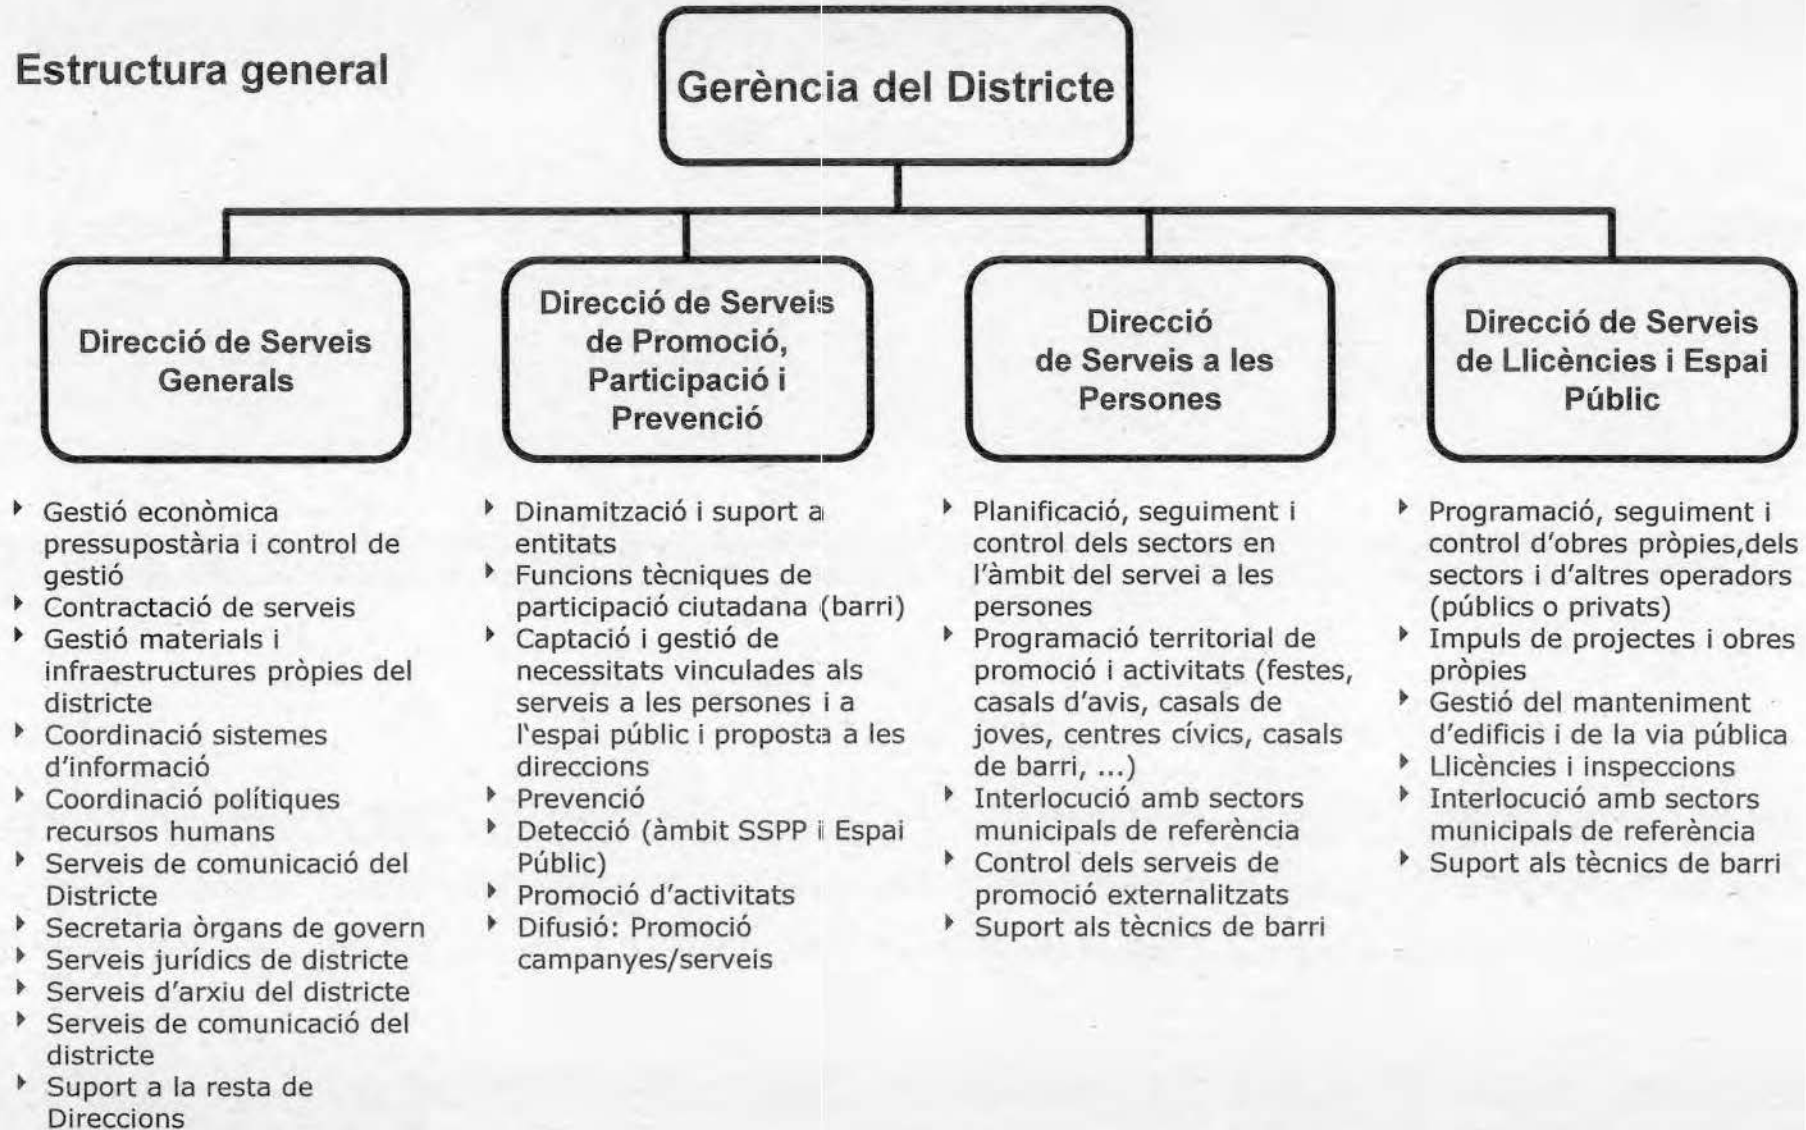 Estructura general
Gerència del Districte
Direcció de Serveis
Generals
Direcció de Serveis
de Promoció,
Participació i
Prevenció
Direcció
de Serveis a les
Persones
Direcció de Serveis
de Llicències i Espai
Públic
Gestió econòmica
pressupostària i control de
gestió
Contractació de serveis
Gestió materials i
infraestructures pròpies del
districte
Coordinació sistemes
d'informació
Coordinació polítiques
recursos humans
Serveis de comunicació del
Districte
Secretaria òrgans de govern
Serveis jurídics de districte
Serveis d'arxiu del districte
Serveis de comunicació del
districte
Suport a la resta de
Direccions
Dinamització i suport a
entitats
Funcions tècniques de
participació ciutadana (barri)
Captació i gestió de
necessitats vinculades als
serveis a les persones i a
l'espai públic i proposta a les
direccions
Prevenció
Detecció (àmbit SSPP i Espai
Públic)
Promoció d'activitats
Difusió: Promoció
campanyes/serveis
Planificació, seguiment i
control dels sectors en
l'àmbit del servei a les
persones
Programació territorial de
promoció i activitats (festes,
casals d'avis, casals de
joves, centres cívics, casals
de barri, ...)
Interlocució amb sectors
municipals de referència
Control dels serveis de
promoció externalitzats
Suport als tècnics de barri
Programació, seguiment i
control d'obres pròpies,dels
sectors i d'altres operadors
(públics o privats)
Impuls de projectes i obres
pròpies
Gestió del manteniment
d'edificis i de la via pública
Llicències i inspeccions
Interlocució amb sectors
municipals de referència
Suport als tècnics de barri